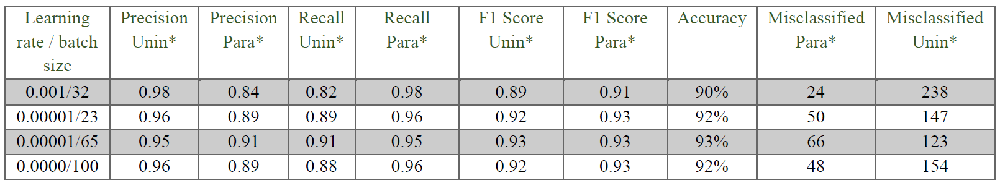 Learning rate / batch size Precision Unin* Precision Para* Recall Unin* Recall Para* F1 Score Unin* F1 Score Para* Accuracy Misclassified Para* Misclassified Unin*
0.001/32 0.98 0.84 0.82 0.98 0.89 0.91 90% 24 238
0.00001/23 0.96 0.89 0.89 0.96 0.92 0.93 92% 50 147
0.00001/65 0.95 0.91 0.91 0.95 0.93 0.93 93% 66 123
0.0000/100 0.96 0.89 0.88 0.96 0.92 0.93 92% 48 154